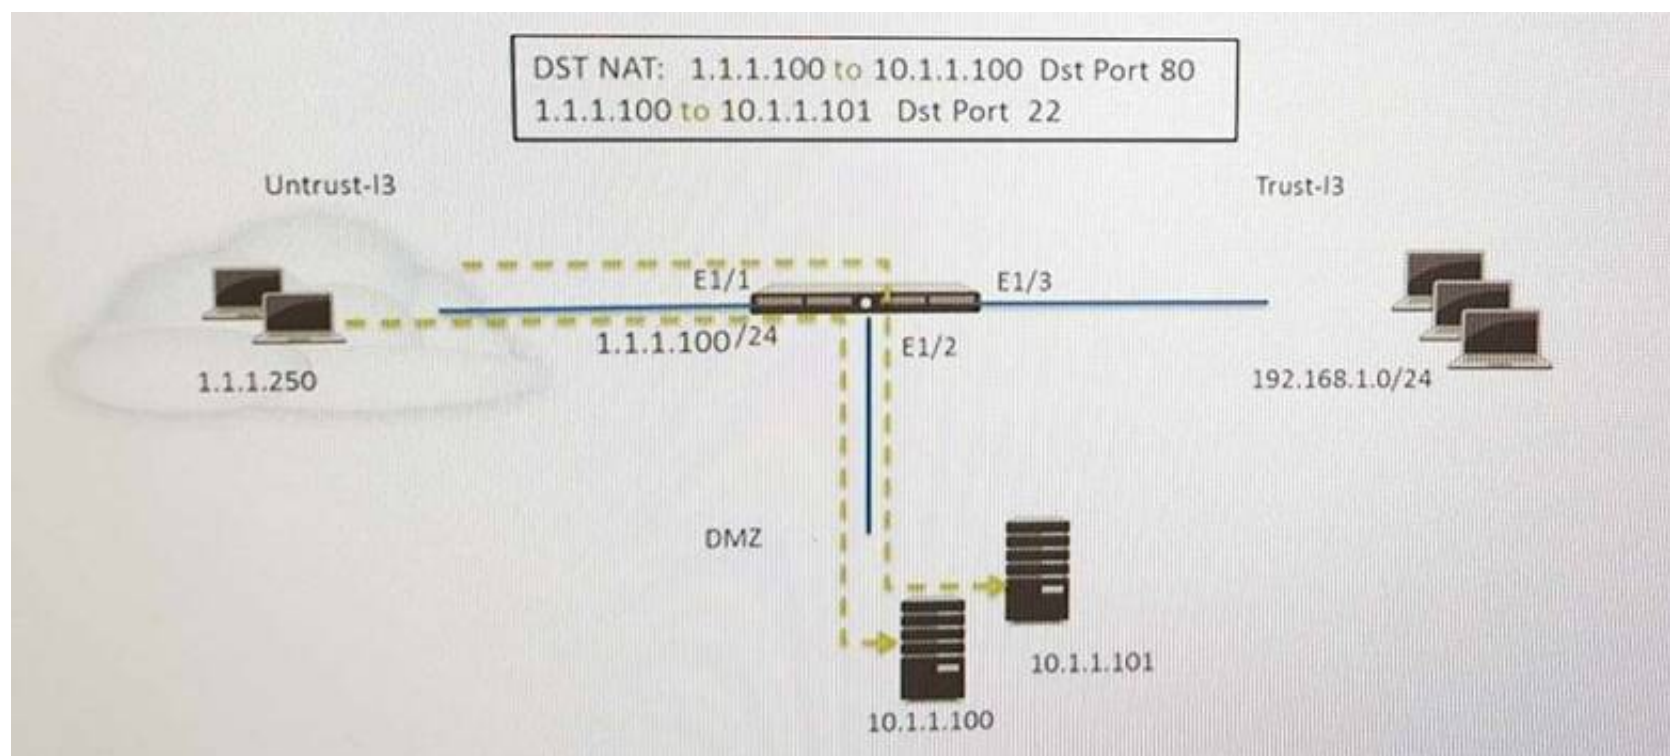 DST NAT: 1.1.1.100 to 10.1.1.100 Dst Port 80
1.1.1.100 to 10.1.1.101 Dst Port 22
Untrust-l3
Trust-l3
E1/1
E1/3
1.1.1.100/24
E1/2
1.1.1.250
192.168.1.0/24
DMZ
10.1.1.101
10.1.1.100